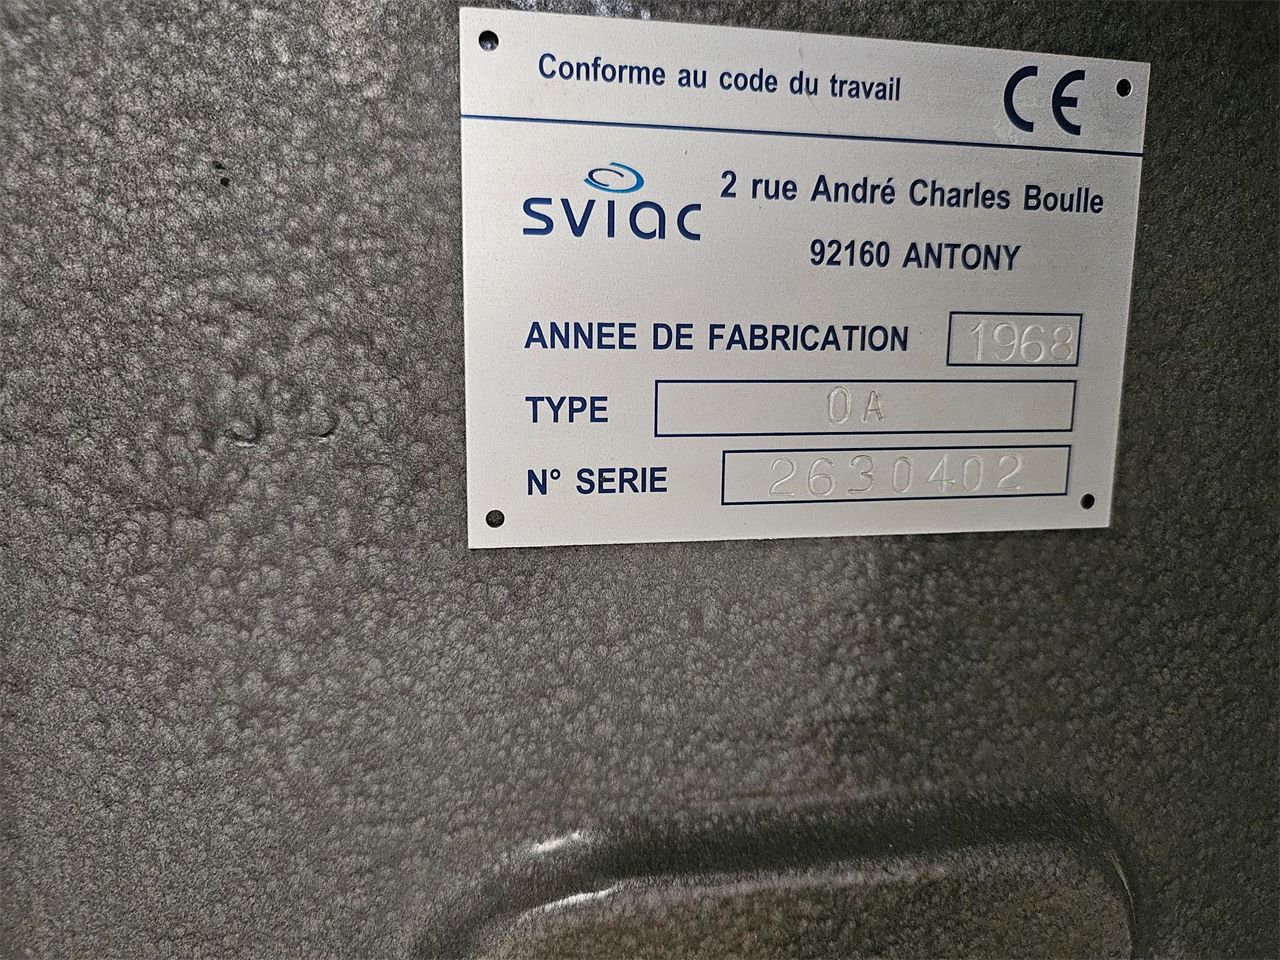 Conforme au code du travail CE
sviac
2 rue André Charles Boulle
92160 ANTONY
ANNEE DE FABRICATION 1968
TYPE 0A
N° SERIE 2630402